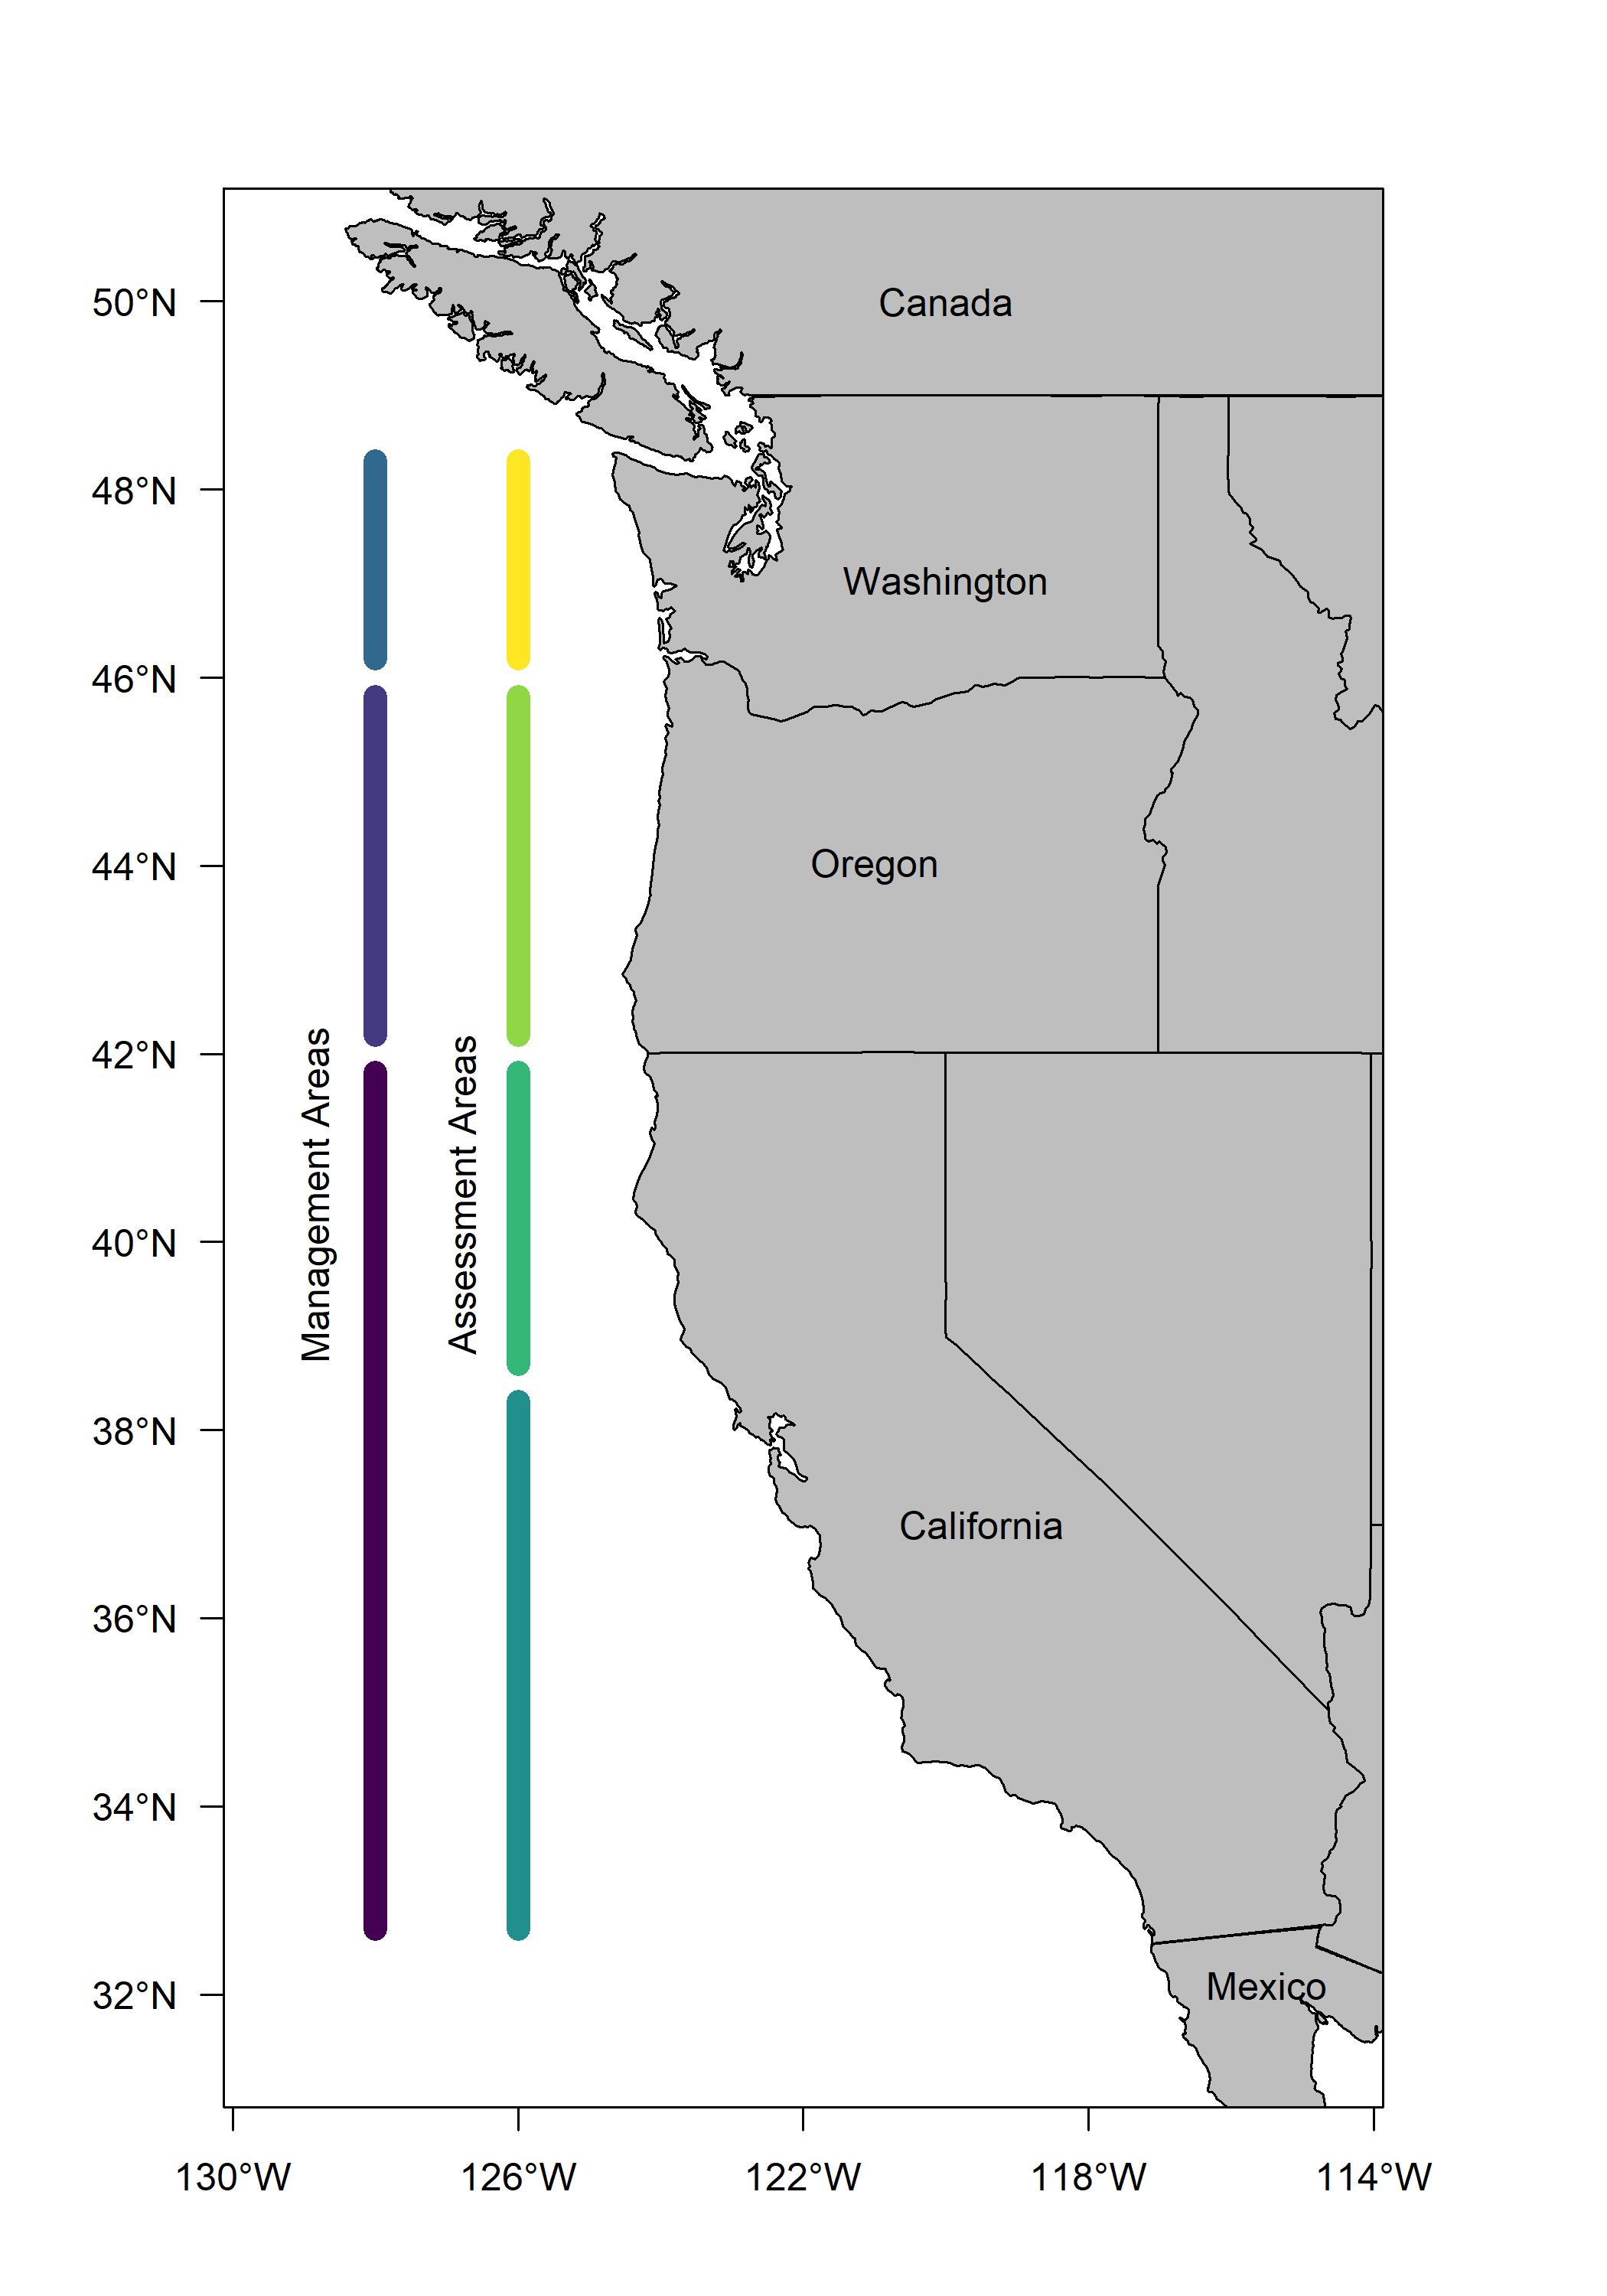 50°N
Canada
48°N
Washington
46°N
44°N
Oregon
42°N
Management Areas
Assessment Areas
40°N
38°N
California
36°N
34°N
32°N
Mexico
130°W
126°W
122°W
118°W
114°W